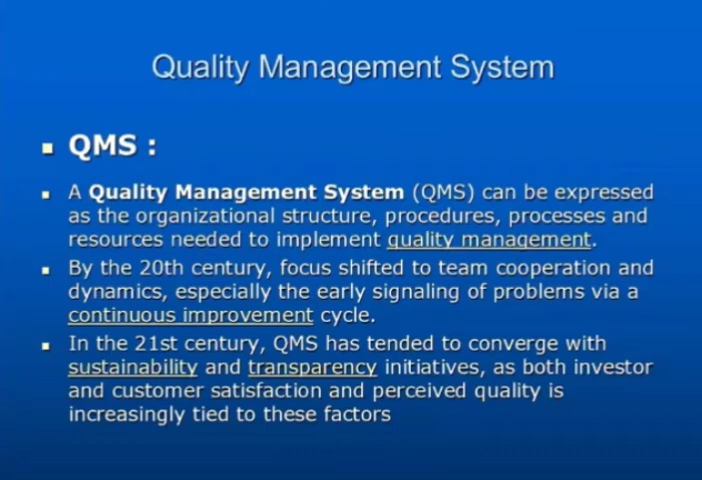 Quality Management System
QMS :
A Quality Management System (QMS) can be expressed
as the organizational structure, procedures, processes and
resources needed to implement quality management.
By the 20th century, focus shifted to team cooperation and
dynamics, especially the early signaling of problems via a
continuous improvement cycle.
In the 21st century, QMS has tended to converge with
sustainability and transparency initiatives, as both investor
and customer satisfaction and perceived quality is
increasingly tied to these factors